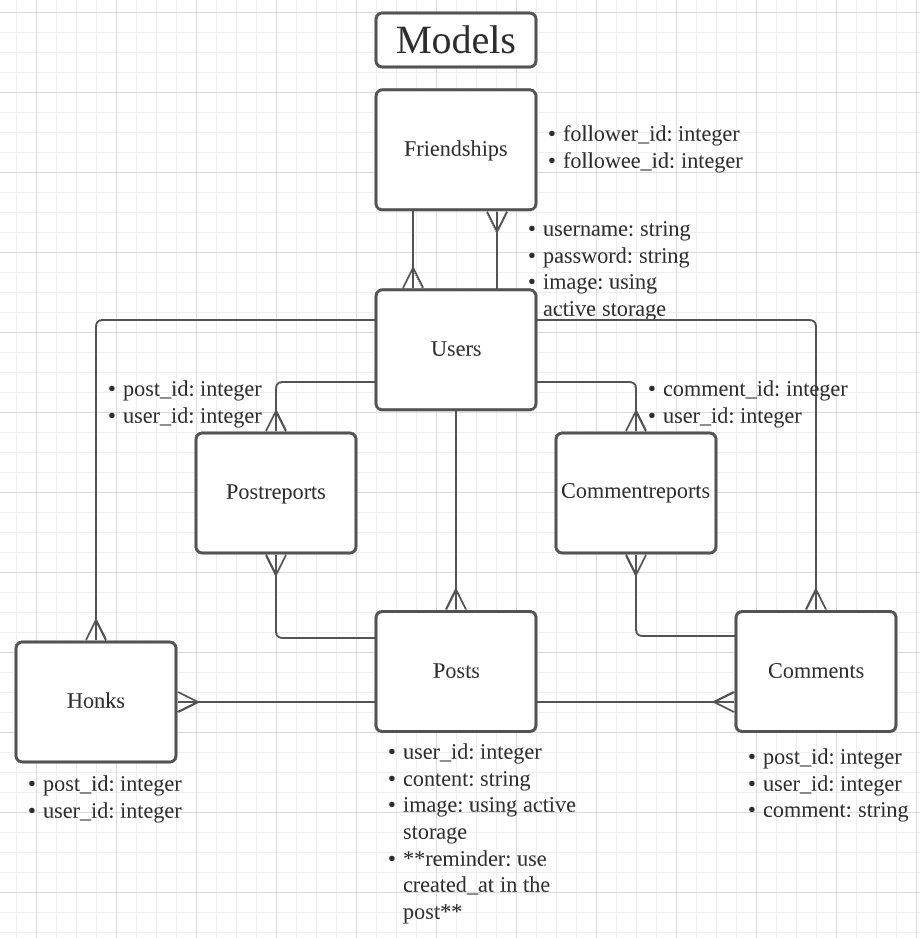 Models
Friendships
• follower_id: integer
• followee_id: integer
• username: string
• password: string
• image: using
active storage
Users
• post_id: integer
• user_id: integer
• comment_id: integer
• user_id: integer
Postreports
Commentreports
Honks
Posts
Comments
• post_id: integer
• user_id: integer
• user_id: integer
• content: string
• image: using active
storage
• **reminder: use
created_at in the
post**
• post_id: integer
• user_id: integer
• comment: string